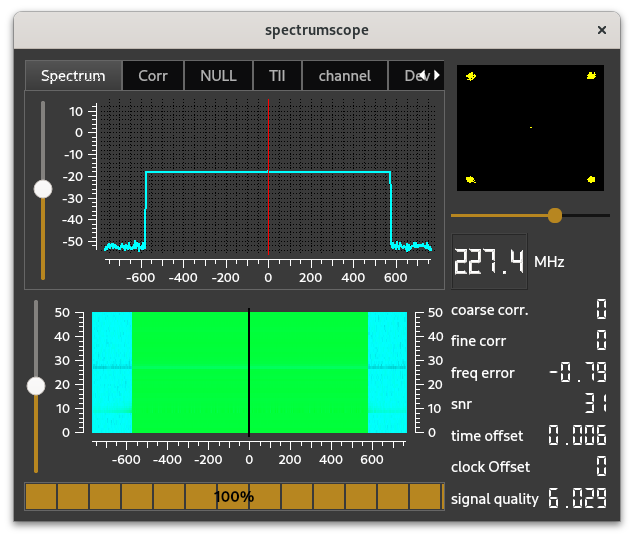 spectrumscope ×
Spectrum Corr NULL TII channel Dev
10
0
-10
-20
-30
-40
-50
-600 -400 -200 0 200 400 600
227.4 MHz
coarse corr. 0
fine corr 0
freq error -0.79
snr 31
time offset 0.006
clock Offset 0
signal quality 6.029
50 50
40 40
30 30
20 20
10 10
0 0
-600 -400 -200 0 200 400 600
100%